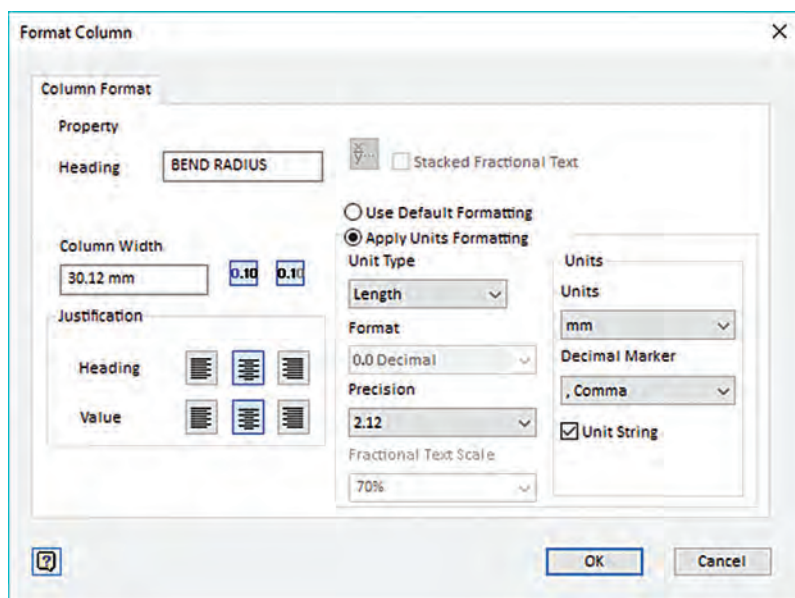 Format Column
Column Format
Property
Heading
BEND RADIUS
Stacked Fractional Text
Use Default Formatting
Apply Units Formatting
Column Width
30.12 mm
0.10
0.10
Unit Type
Length
Format
0.0 Decimal
Precision
2.12
Fractional Text Scale
70%
Units
Units
mm
Decimal Marker
, Comma
Unit String
Justification
Heading
Value
?
OK
Cancel